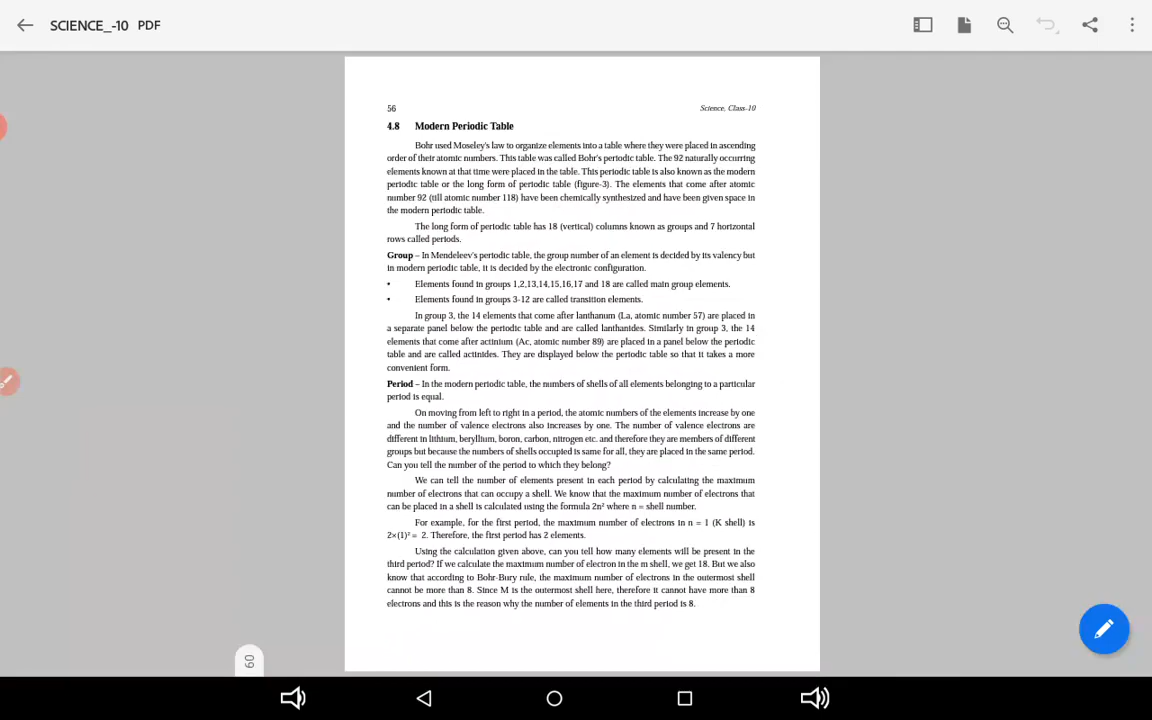 SCIENCE_-10 PDF
56 Science, Class-10
4.8 Modern Periodic Table
Bohr used Moseley's law to organize elements into a table where they were placed in ascending
order of their atomic numbers. This table was called Bohr's periodic table. The 92 naturally occurring
elements known at that time were placed in the table. This periodic table is also known as the modern
periodic table or the long form of periodic table (figure-3). The elements that come after atomic
number 92 (till atomic number 118) have been chemically synthesized and have been given space in
the modern periodic table.
The long form of periodic table has 18 (vertical) columns known as groups and 7 horizontal
rows called periods.
Group – In Mendeleev's periodic table, the group number of an element is decided by its valency but
in modern periodic table, it is decided by the electronic configuration.
• Elements found in groups 1,2,13,14,15,16,17 and 18 are called main group elements.
• Elements found in groups 3-12 are called transition elements.
In group 3, the 14 elements that come after lanthanum (La, atomic number 57) are placed in
a separate panel below the periodic table and are called lanthanides. Similarly in group 3, the 14
elements that come after actinium (Ac, atomic number 89) are placed in a panel below the periodic
table and are called actinides. They are displayed below the periodic table so that it takes a more
convenient form.
Period – In the modern periodic table, the numbers of shells of all elements belonging to a particular
period is equal.
On moving from left to right in a period, the atomic numbers of the elements increase by one
and the number of valence electrons also increases by one. The number of valence electrons are
different in lithium, beryllium, boron, carbon, nitrogen etc. and therefore they are members of different
groups but because the numbers of shells occupied is same for all, they are placed in the same period.
Can you tell the number of the period to which they belong?
We can tell the number of elements present in each period by calculating the maximum
number of electrons that can occupy a shell. We know that the maximum number of electrons that
can be placed in a shell is calculated using the formula 2n² where n = shell number.
For example, for the first period, the maximum number of electrons in n = 1 (K shell) is
2×(1)² = 2. Therefore, the first period has 2 elements.
Using the calculation given above, can you tell how many elements will be present in the
third period? If we calculate the maximum number of electron in the m shell, we get 18. But we also
know that according to Bohr-Bury rule, the maximum number of electrons in the outermost shell
cannot be more than 8. Since M is the outermost shell here, therefore it cannot have more than 8
electrons and this is the reason why the number of elements in the third period is 8.
60